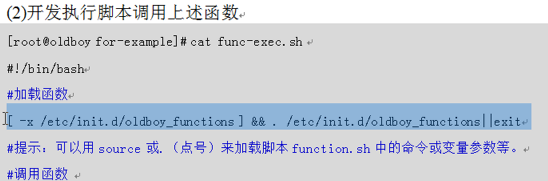 (2)开发执行脚本调用上述函数
[root@oldboy for-example]# cat func-exec.sh
#!/bin/bash
#加载函数
[ -x /etc/init.d/oldboy_functions ] && . /etc/init.d/oldboy_functions||exit
#提示：可以用 source 或.（点号）来加载脚本 function.sh 中的命令或变量参数等。
#调用函数